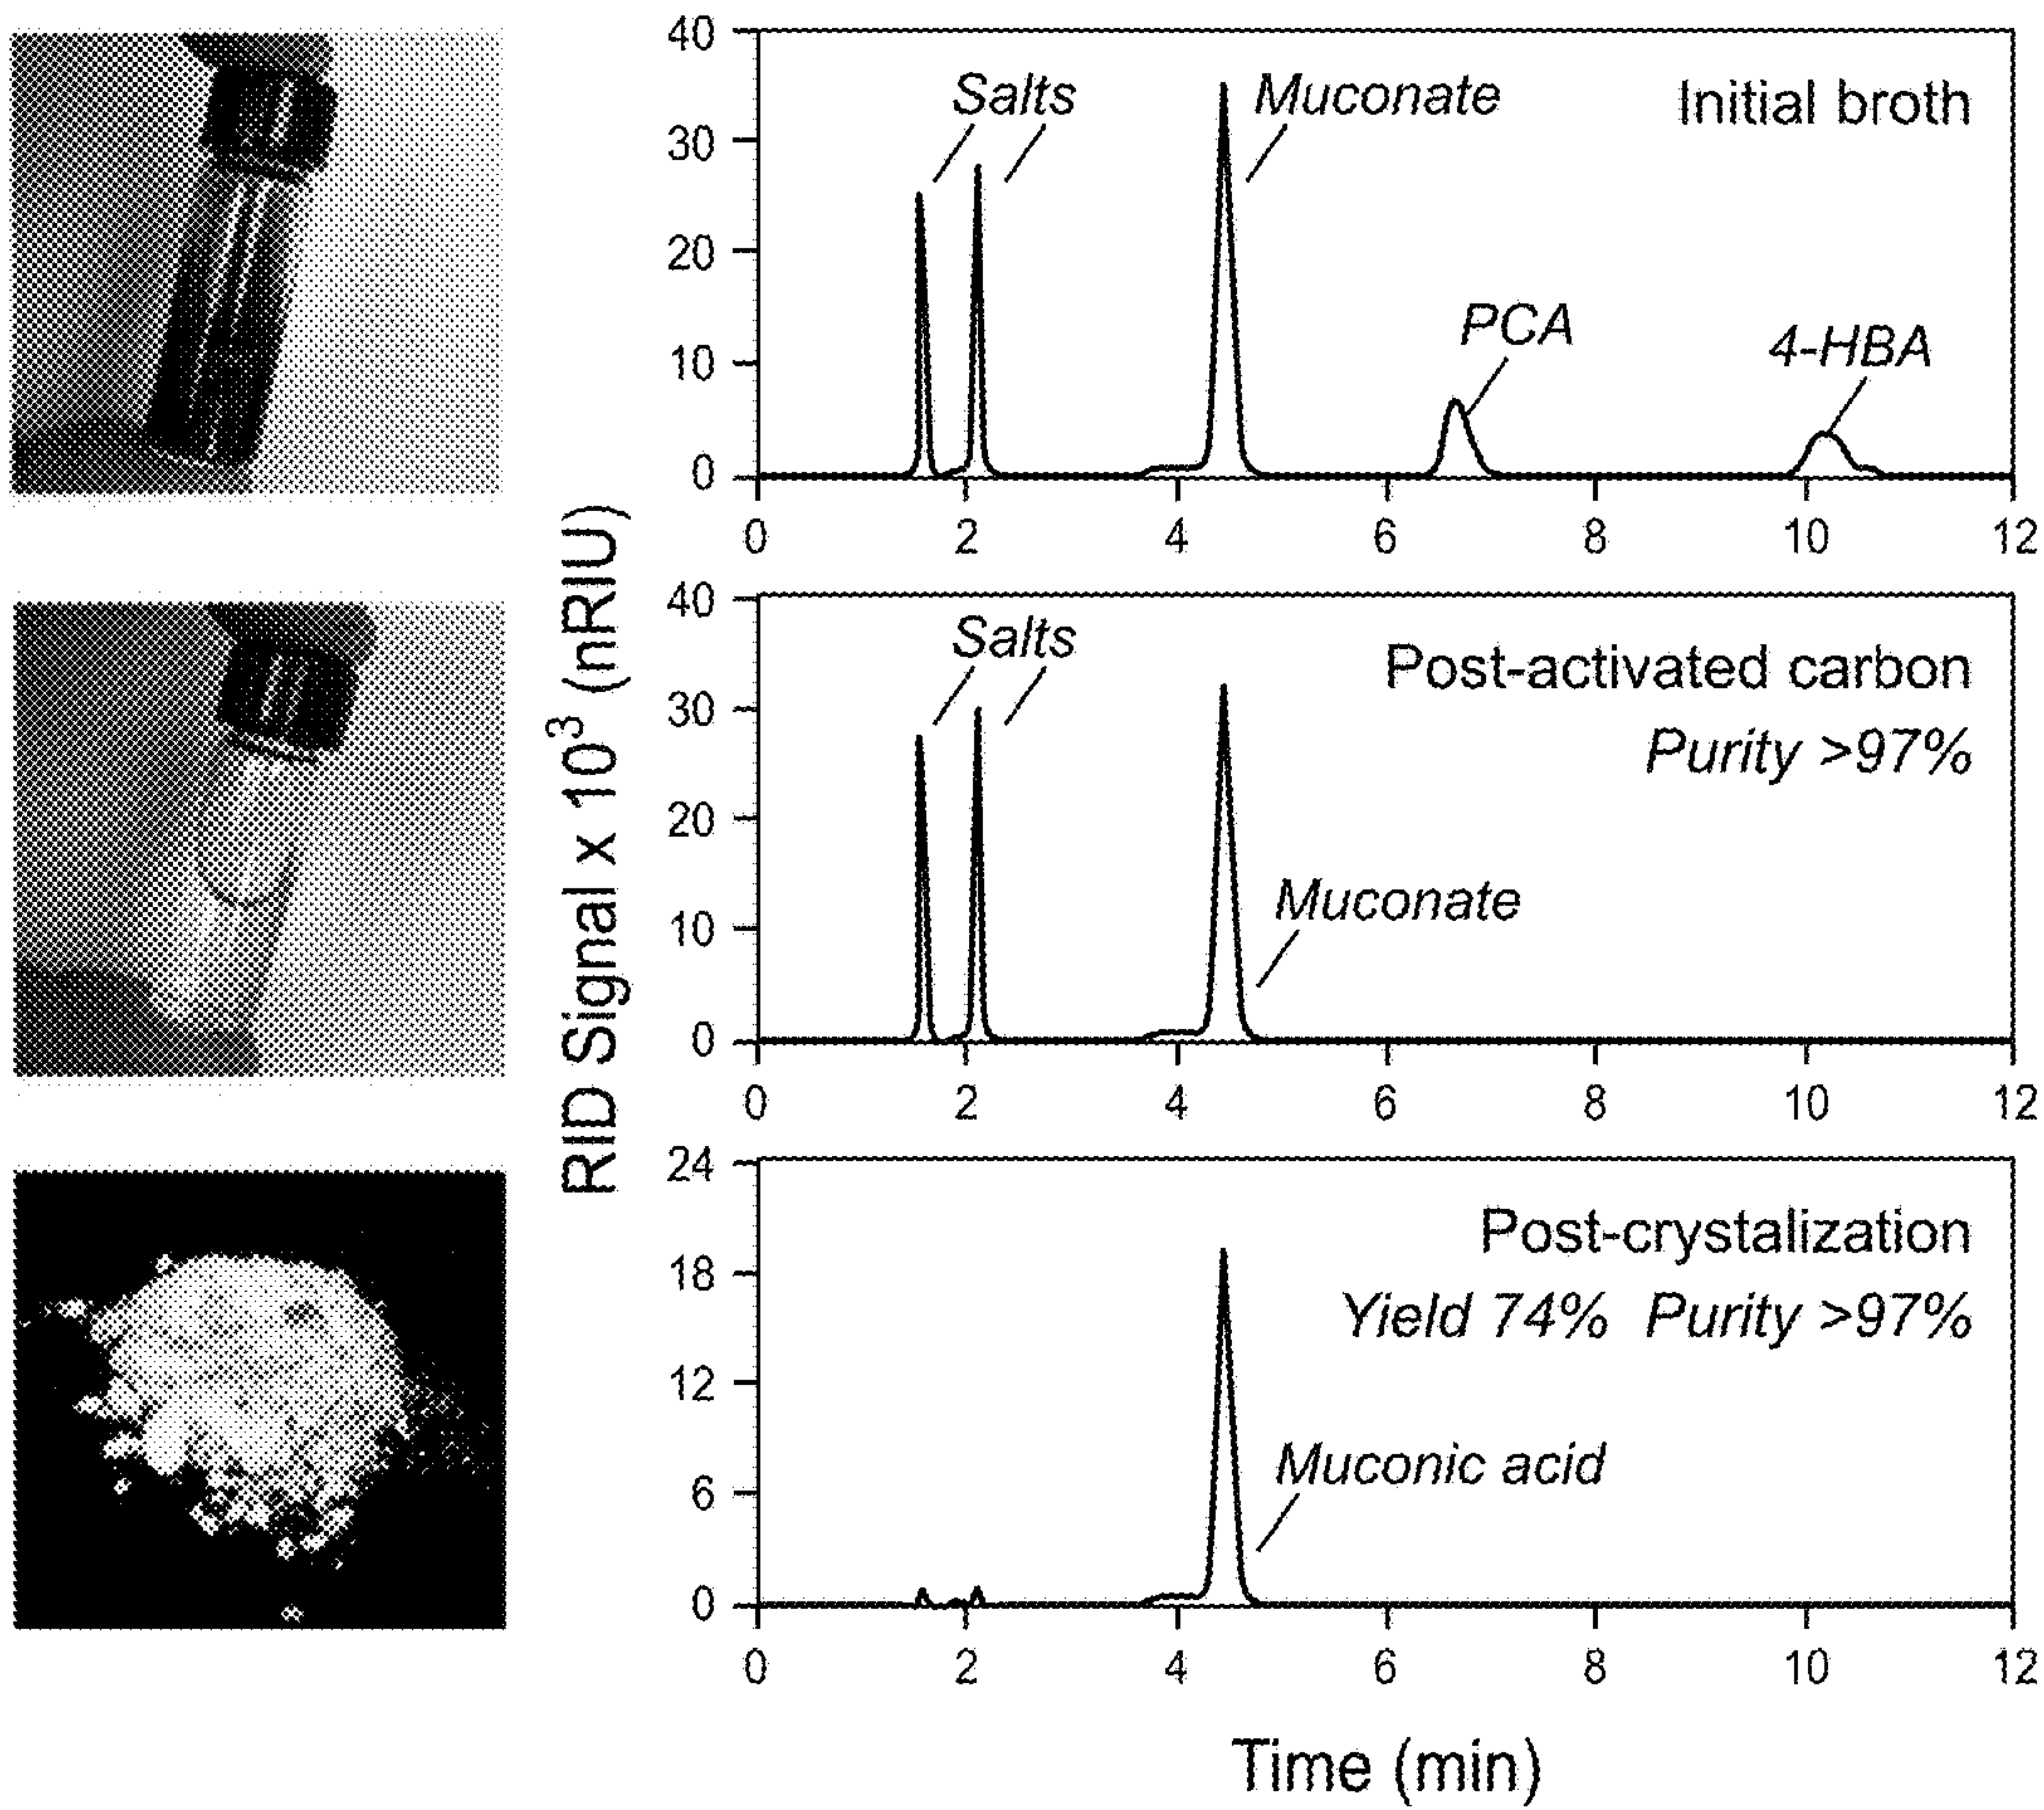 RID Signal x 10³ (nRIU)
40
30
20
10
0
Salts
Muconate
Initial broth
PCA
4-HBA
0 2 4 6 8 10 12
40
30
20
10
0
Salts
Post-activated carbon
Purity >97%
Muconate
0 2 4 6 8 10 12
24
18
12
6
0
Post-crystalization
Yield 74% Purity >97%
Muconic acid
0 2 4 6 8 10 12
Time (min)